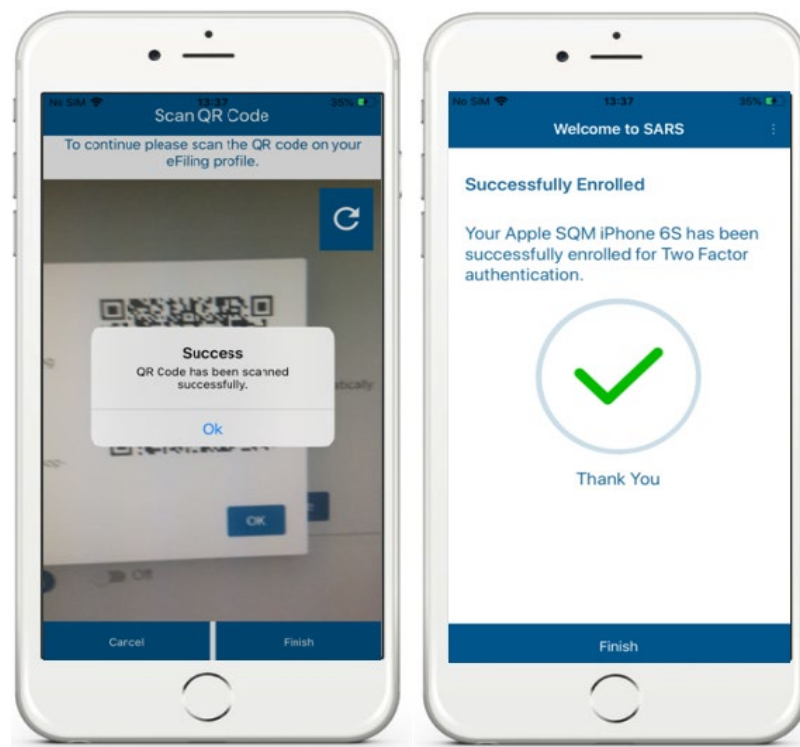 No SIM 13:37 35%
Scan QR Code
To continue please scan the QR code on your
eFiling profile.
Success
QR Code has been scanned
successfully.
Ok
OK
Off
Cancel Finish
No SIM 13:37 35%
Welcome to SARS
Successfully Enrolled
Your Apple SQM iPhone 6S has been
successfully enrolled for Two Factor
authentication.
Thank You
Finish